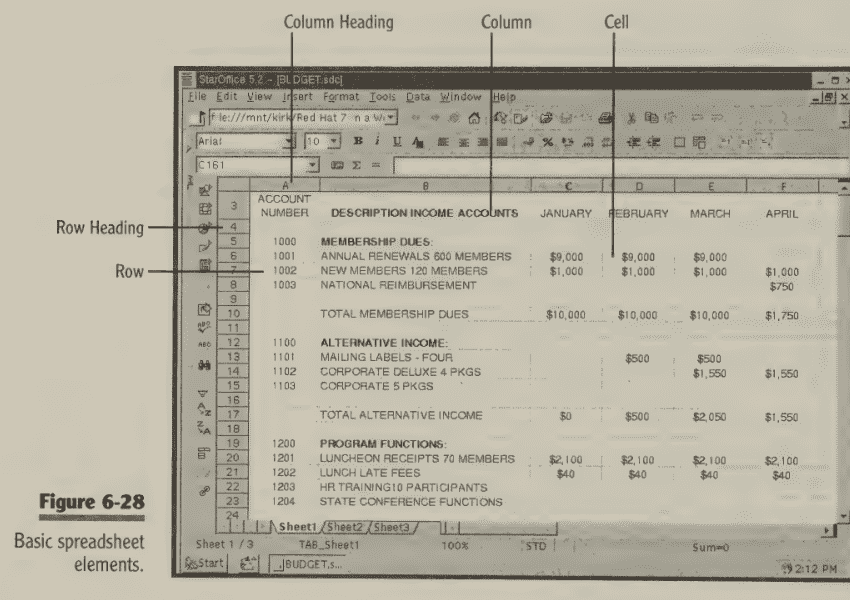 Column Heading Column Cell
StarOffice 5.2 - [BUDGET.sdc]
File Edit View Insert Format Tools Data Window Help
file:///mnt/kirk/Red Hat 7 in a
Arial 10 B i U A
C161 Σ =
A B C D E F
3 ACCOUNT
NUMBER DESCRIPTION INCOME ACCOUNTS JANUARY FEBRUARY MARCH APRIL
Row Heading 4
5 1000 MEMBERSHIP DUES:
6 1001 ANNUAL RENEWALS 600 MEMBERS $9,000 $9,000 $9,000
Row 7 1002 NEW MEMBERS 120 MEMBERS $1,000 $1,000 $1,000 $1,000
8 1003 NATIONAL REIMBURSEMENT $750
9
10 TOTAL MEMBERSHIP DUES $10,000 $10,000 $10,000 $1,750
11
12 1100 ALTERNATIVE INCOME:
13 1101 MAILING LABELS - FOUR $500 $500
14 1102 CORPORATE DELUXE 4 PKGS $1,550 $1,550
15 1103 CORPORATE 5 PKGS
16
17 TOTAL ALTERNATIVE INCOME $0 $500 $2,050 $1,550
18
19 1200 PROGRAM FUNCTIONS:
20 1201 LUNCHEON RECEIPTS 70 MEMBERS $2,100 $2,100 $2,100 $2,100
21 1202 LUNCH LATE FEES $40 $40 $40 $40
22 1203 HR TRAINING10 PARTICIPANTS
23 1204 STATE CONFERENCE FUNCTIONS
24
Sheet1 Sheet2 Sheet3
Sheet 1 / 3 TAB_Sheet1 100% STD Sum=0
Start BUDGET.s... 2:12 PM
Figure 6-28
Basic spreadsheet
elements.